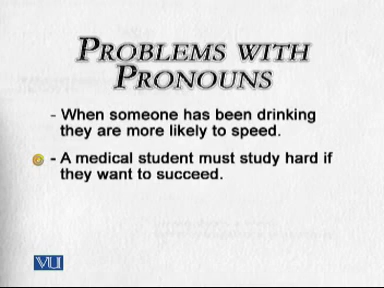 PROBLEMS WITH
PRONOUNS
- When someone has been drinking
they are more likely to speed.
- A medical student must study hard if
they want to succeed.
VU